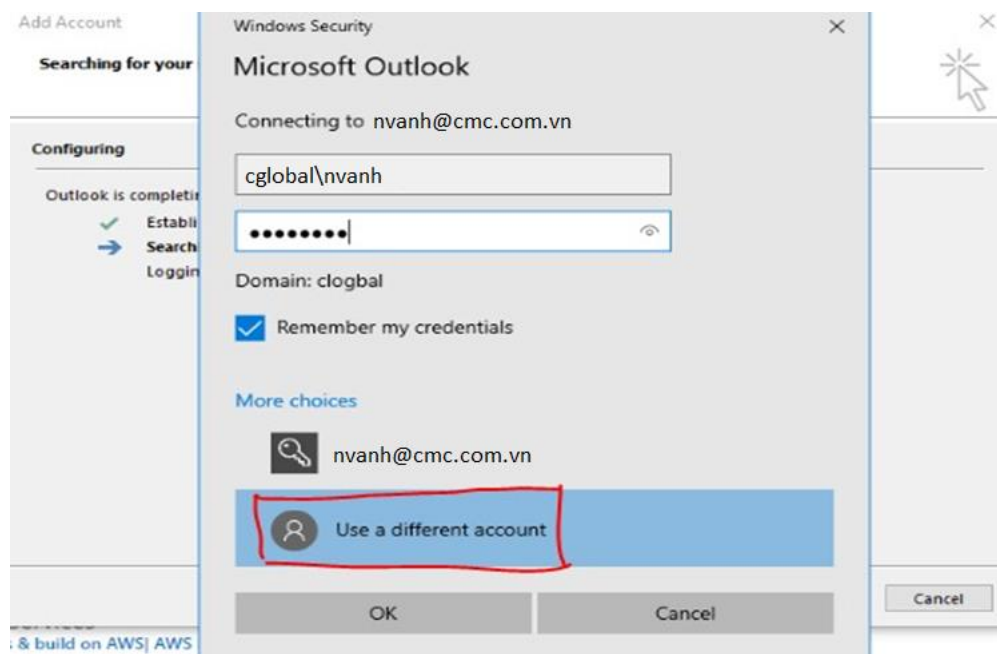 Add Account
Searching for your
Configuring
Outlook is completin
Establi
Search
Loggin
Windows Security
Microsoft Outlook
Connecting to nvanh@cmc.com.vn
cglobal\nvanh
Domain: clogbal
Remember my credentials
More choices
nvanh@cmc.com.vn
Use a different account
OK
Cancel
Cancel
& build on AWS| AWS